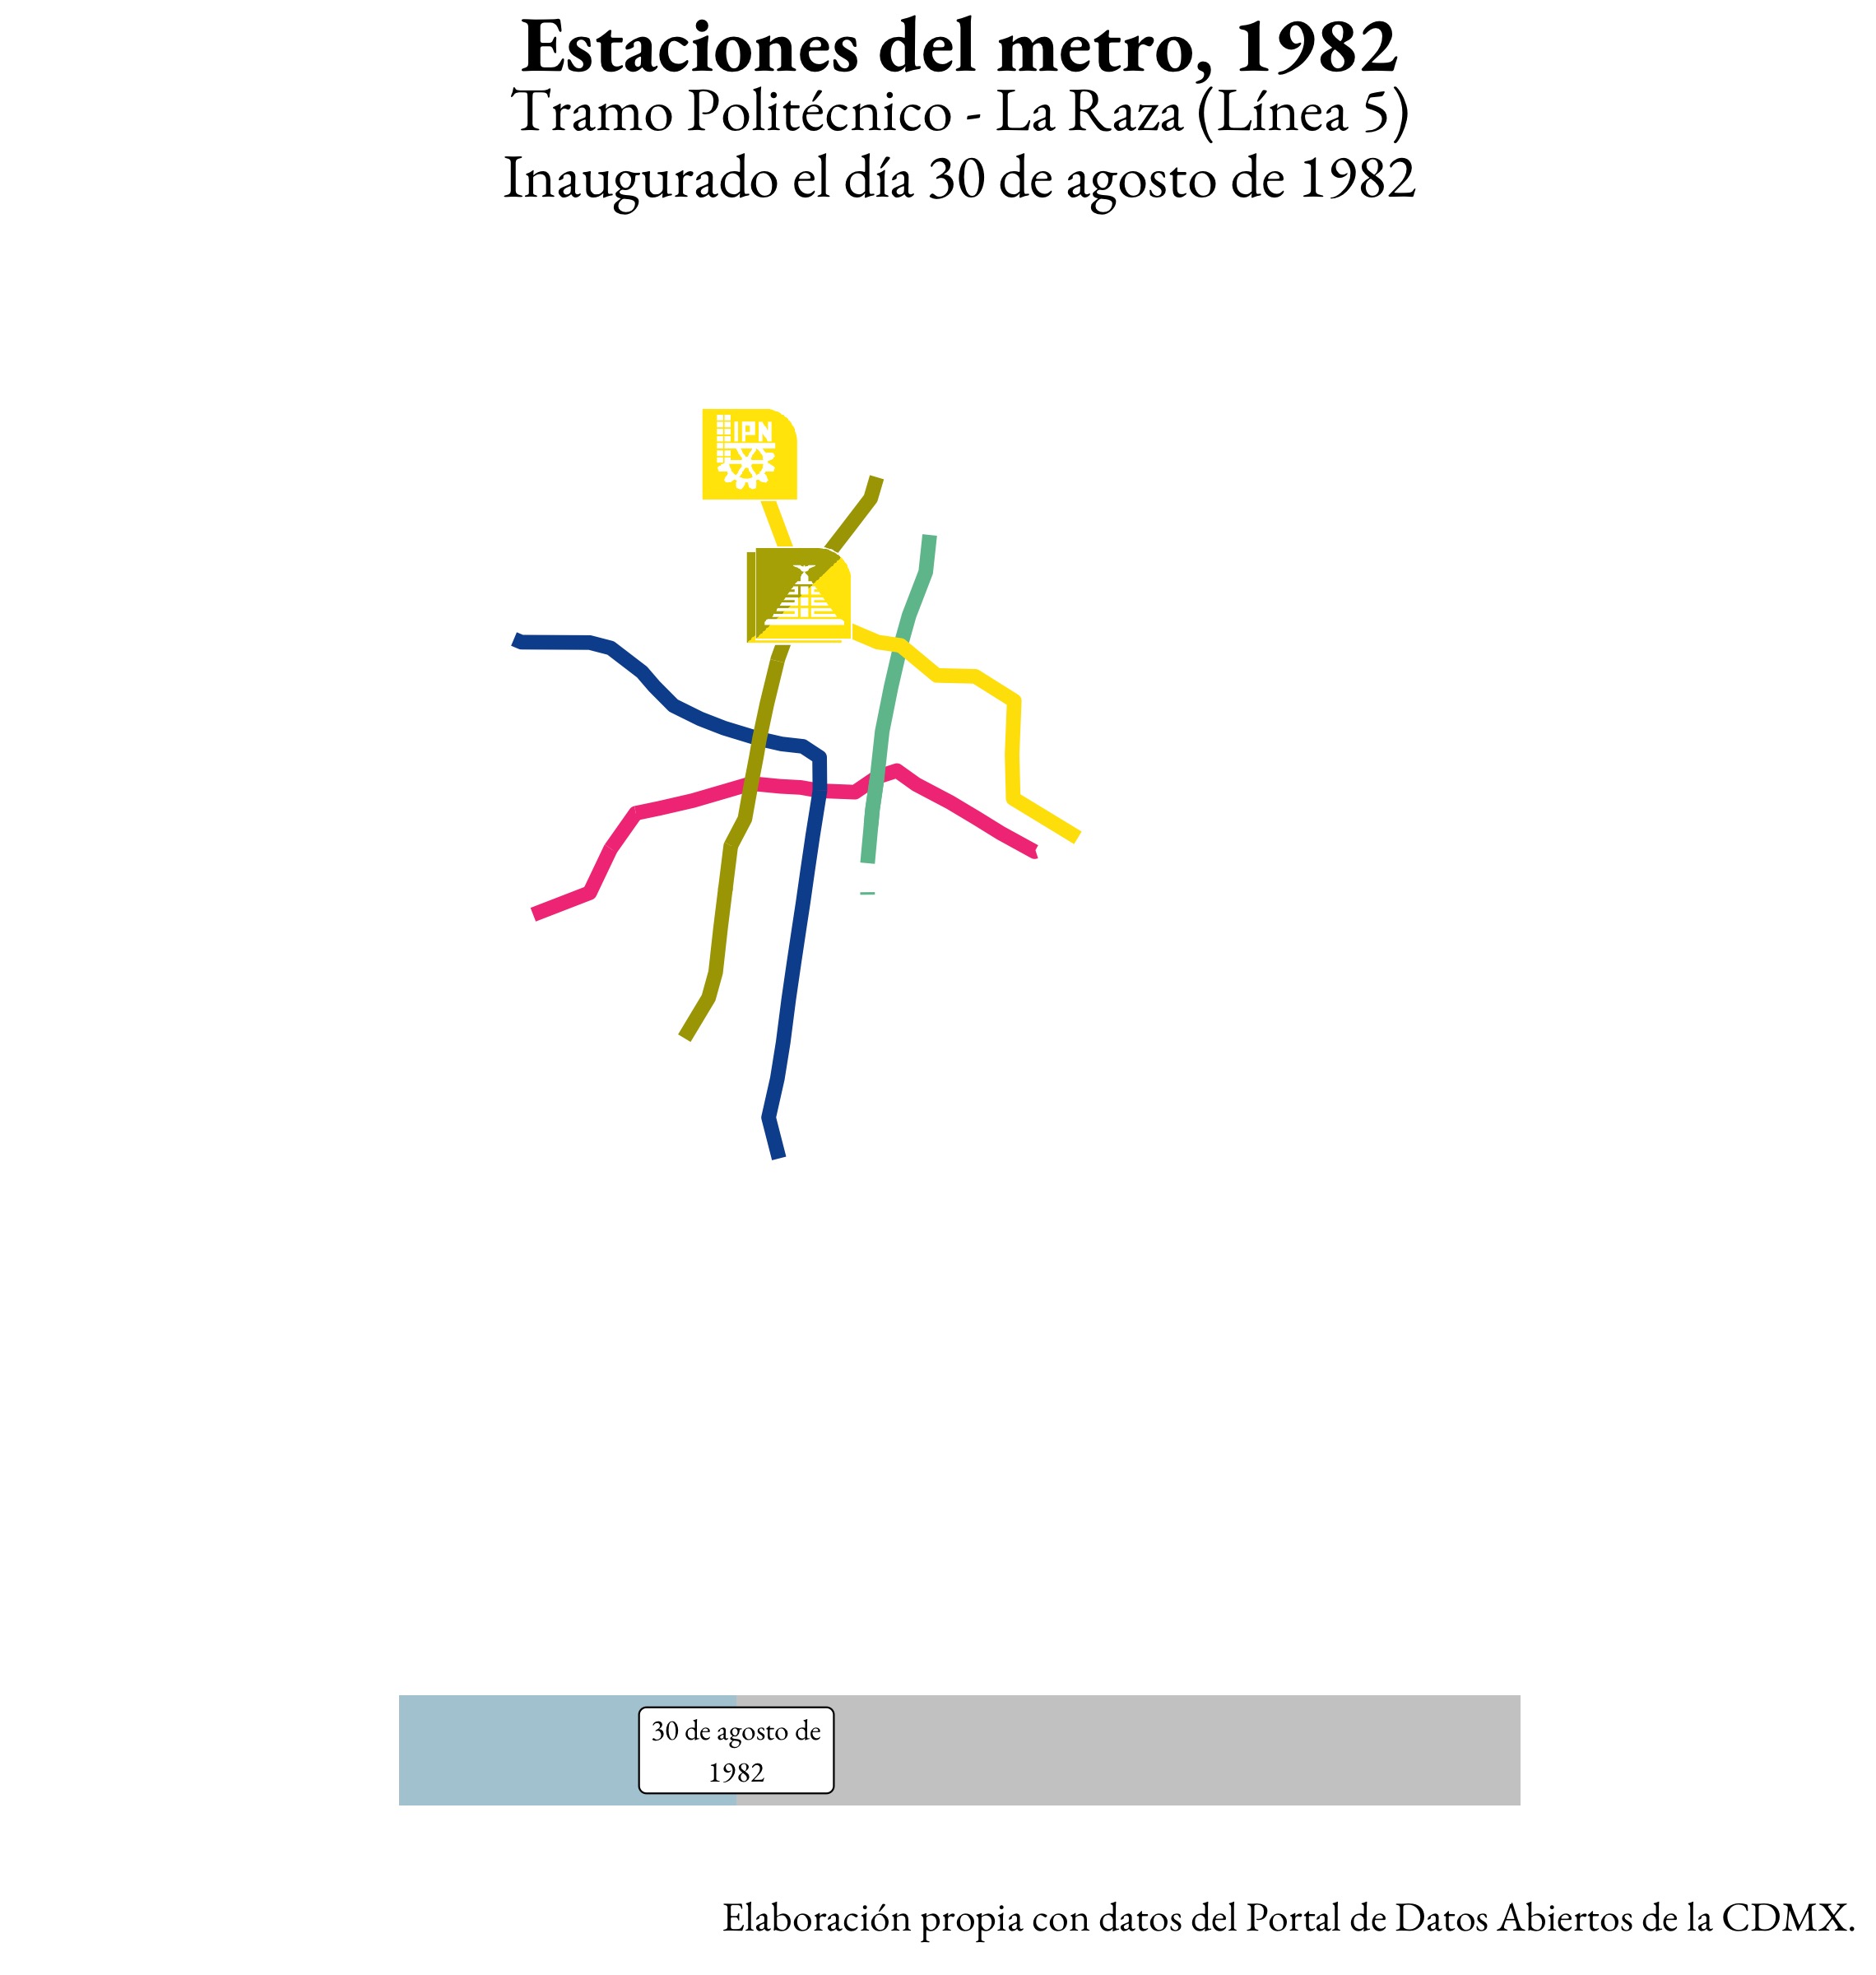 Estaciones del metro, 1982
Tramo Politécnico - La Raza (Línea 5)
Inaugurado el día 30 de agosto de 1982
IPN
30 de agosto de
1982
Elaboración propia con datos del Portal de Datos Abiertos de la CDMX.